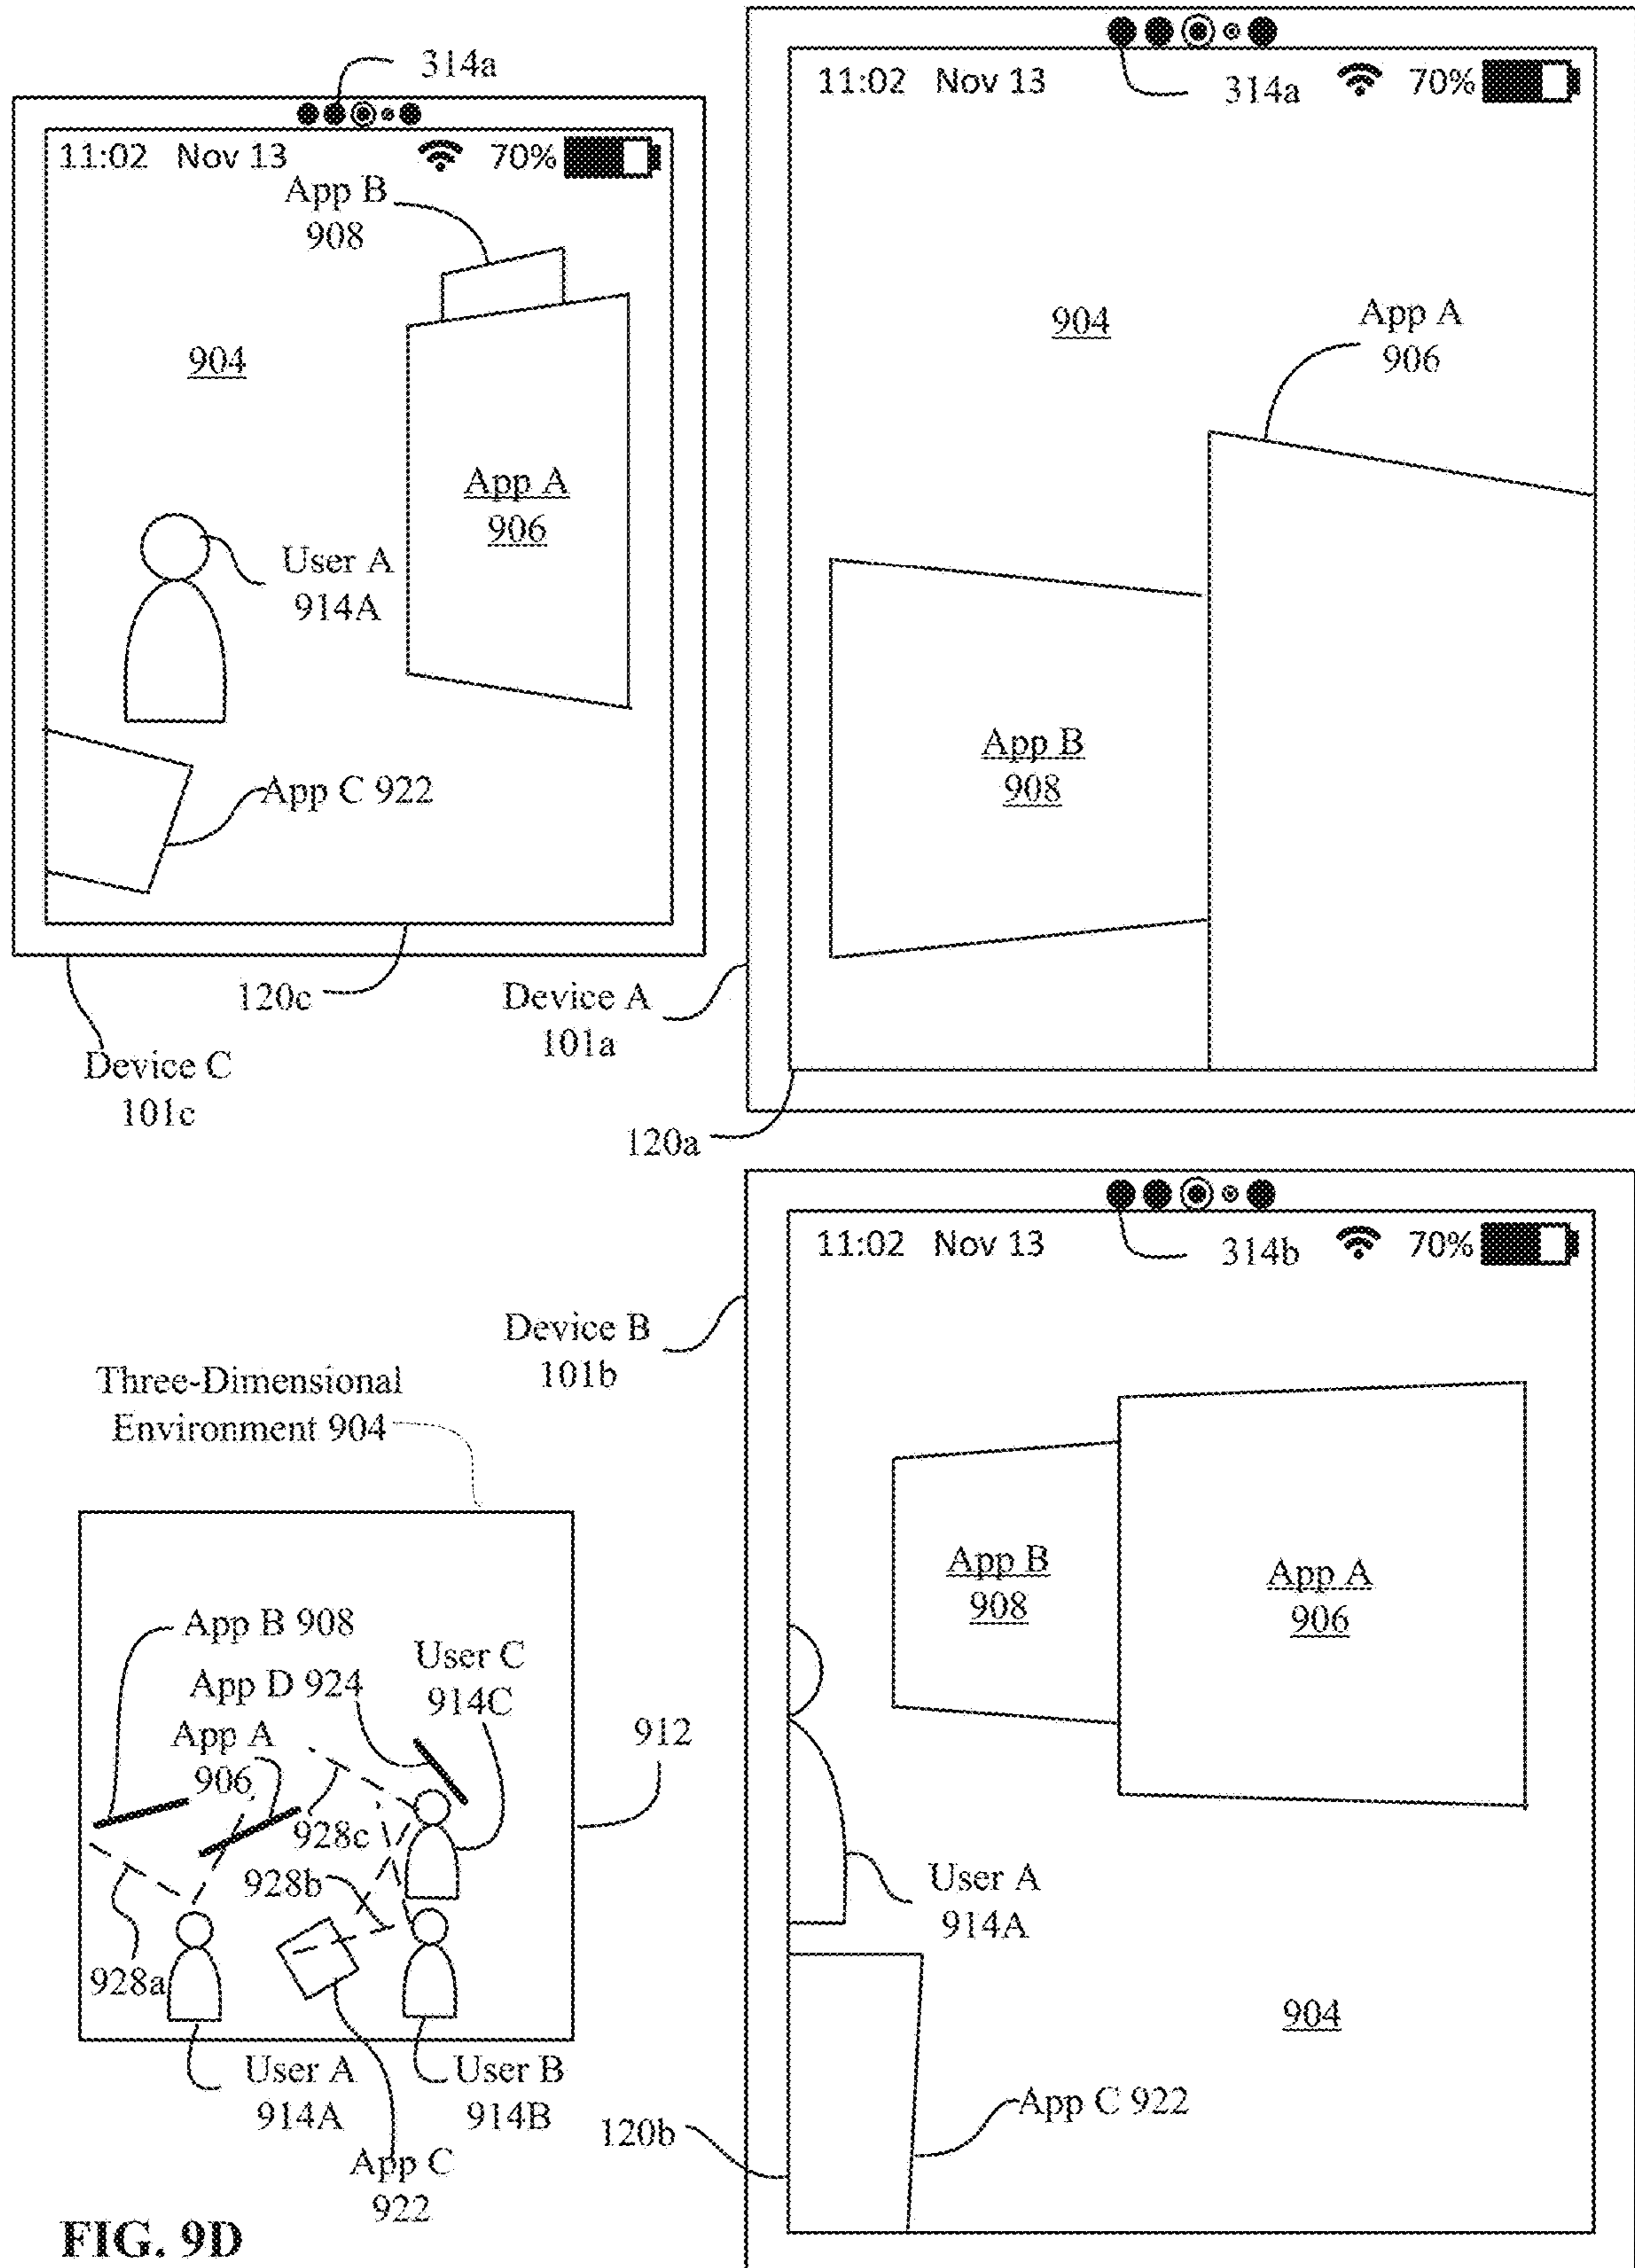 314a
11:02 Nov 13 70%
App B
908
904
App A
906
User A
914A
App C 922
120c
Device C
101c
11:02 Nov 13 314a 70%
904
App A
906
App B
908
Device A
101a
120a
314b
11:02 Nov 13 70%
Device B
101b
App B
908
App A
906
User A
914A
904
App C 922
120b
Three-Dimensional
Environment 904
App B 908
App D 924
User C
914C
App A
906
912
928c
928b
928a
User A
914A
User B
914B
App C
922
FIG. 9D